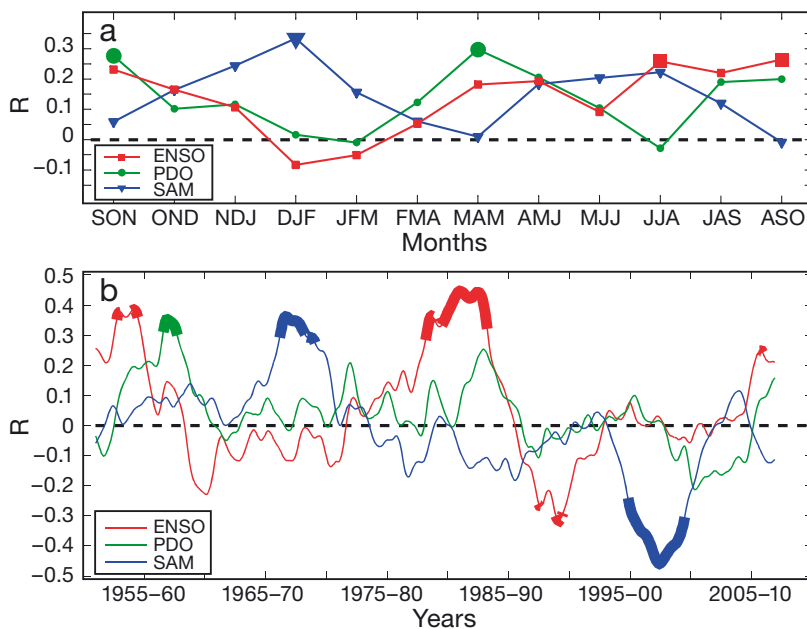 a
0.3
0.2
0.1
0
−0.1
R
ENSO
PDO
SAM
SON OND NDJ DJF JFM FMA MAM AMJ MJJ JJA JAS ASO
Months
b
0.5
0.4
0.3
0.2
0.1
0
−0.1
−0.2
−0.3
−0.4
−0.5
R
ENSO
PDO
SAM
1955–60 1965–70 1975–80 1985–90 1995–00 2005–10
Years